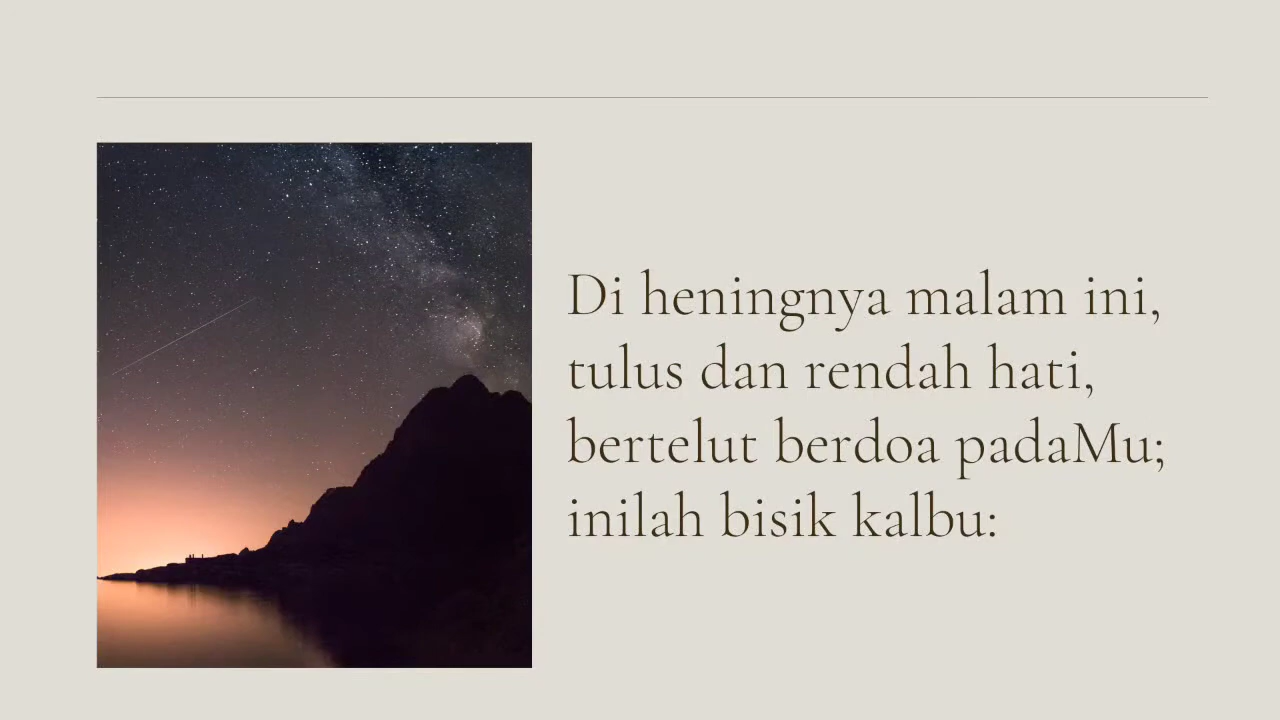 Di heningnya malam ini,
tulus dan rendah hati,
bertelut berdoa padaMu;
inilah bisik kalbu: